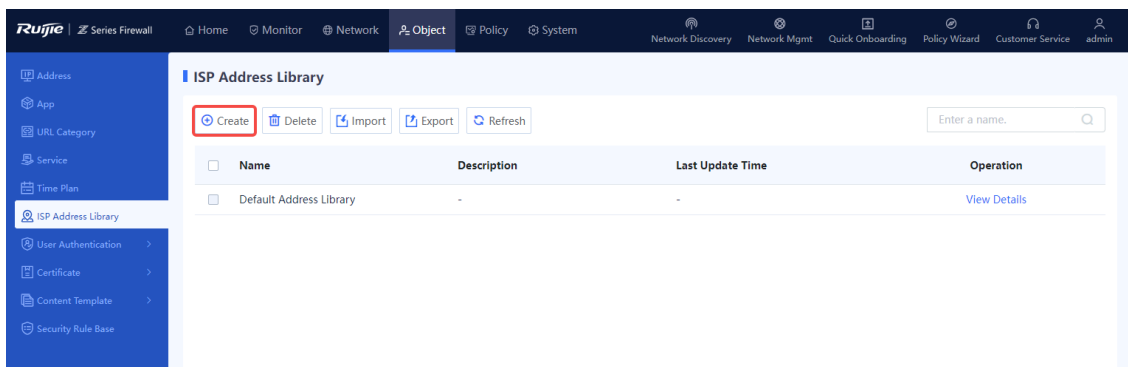 Ruijie | Z Series Firewall Home Monitor Network Object Policy System Network Discovery Network Mgmt Quick Onboarding Policy Wizard Customer Service admin
Address
App
URL Category
Service
Time Plan
ISP Address Library
User Authentication
Certificate
Content Template
Security Rule Base
ISP Address Library
Create Delete Import Export Refresh Enter a name.
Name Description Last Update Time Operation
Default Address Library - - View Details